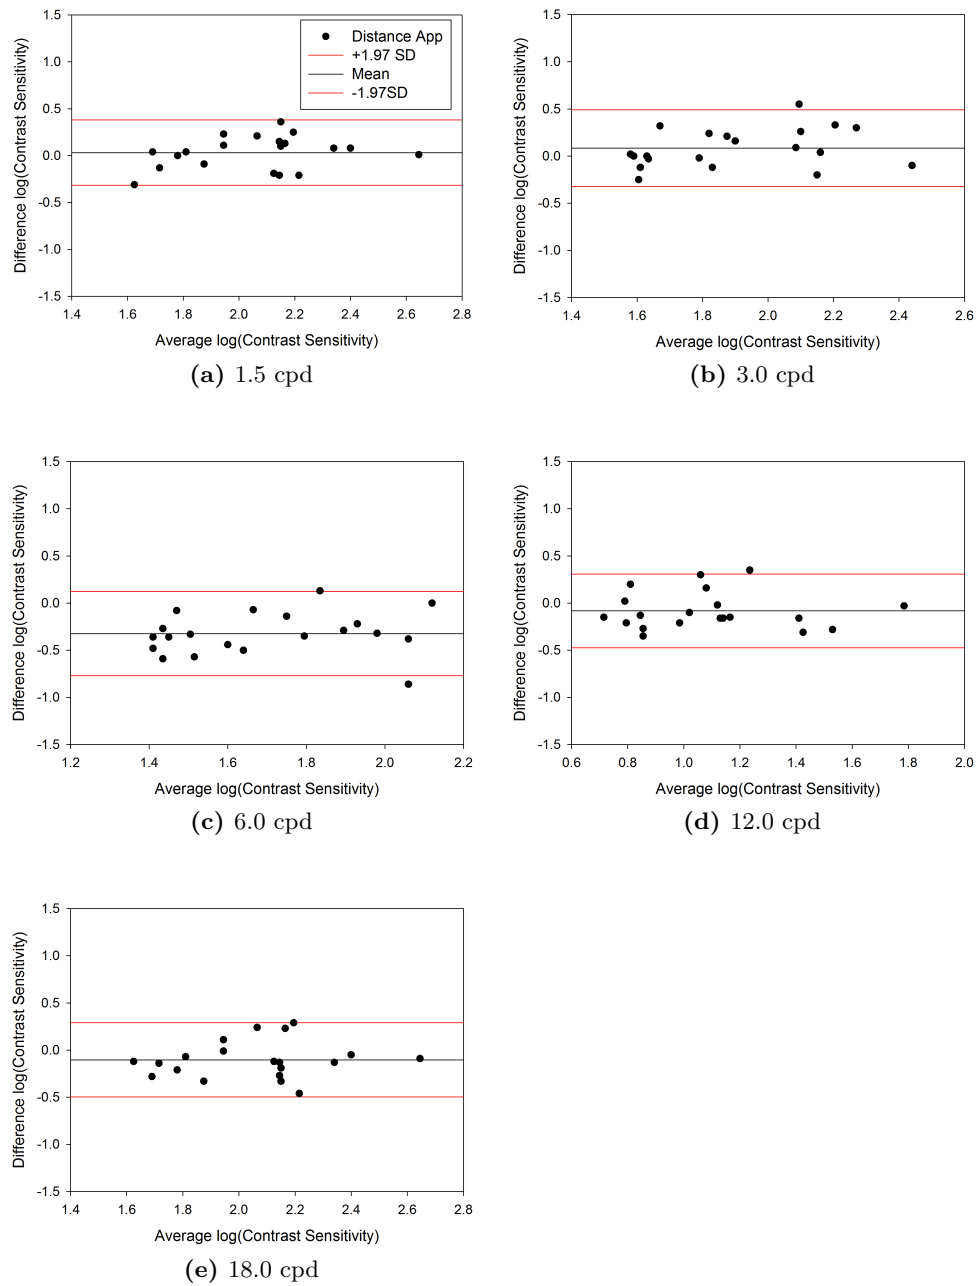 1.5
1.0
0.5
0.0
-0.5
-1.0
-1.5
Difference log(Contrast Sensitivity)
Distance App
+1.97 SD
Mean
-1.97SD
1.4 1.6 1.8 2.0 2.2 2.4 2.6 2.8
Average log(Contrast Sensitivity)
(a) 1.5 cpd
1.5
1.0
0.5
0.0
-0.5
-1.0
-1.5
Difference log(Contrast Sensitivity)
1.4 1.6 1.8 2.0 2.2 2.4 2.6
Average log(Contrast Sensitivity)
(b) 3.0 cpd
1.5
1.0
0.5
0.0
-0.5
-1.0
-1.5
Difference log(Contrast Sensitivity)
1.2 1.4 1.6 1.8 2.0 2.2
Average log(Contrast Sensitivity)
(c) 6.0 cpd
1.5
1.0
0.5
0.0
-0.5
-1.0
-1.5
Difference log(Contrast Sensitivity)
0.6 0.8 1.0 1.2 1.4 1.6 1.8 2.0
Average log(Contrast Sensitivity)
(d) 12.0 cpd
1.5
1.0
0.5
0.0
-0.5
-1.0
-1.5
Difference log(Contrast Sensitivity)
1.4 1.6 1.8 2.0 2.2 2.4 2.6 2.8
Average log(Contrast Sensitivity)
(e) 18.0 cpd